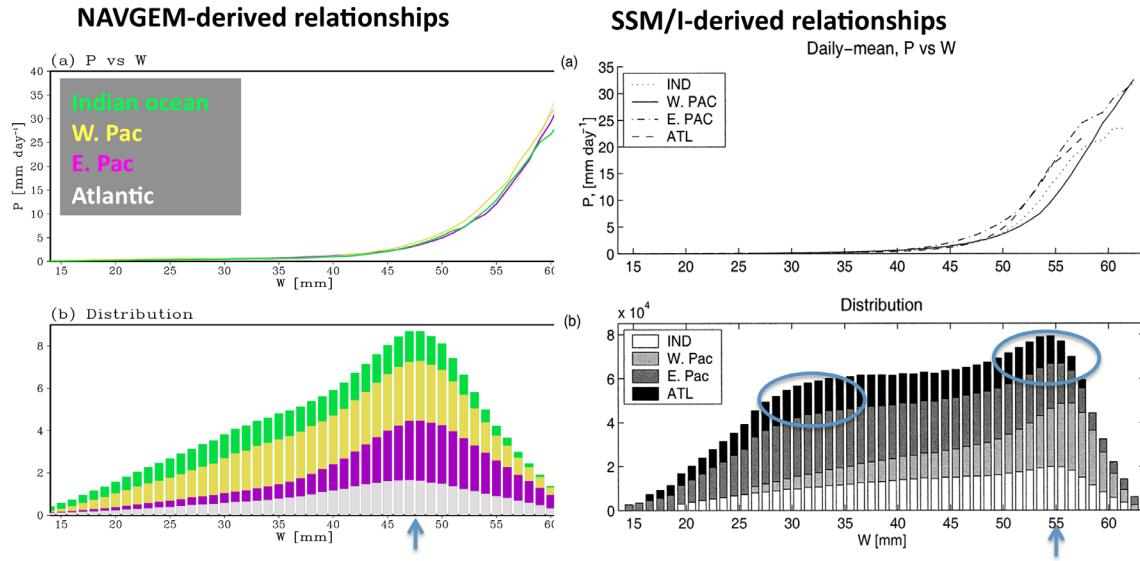 NAVGEM-derived relationships
SSM/I-derived relationships
(a) P vs W
40
35
30
25
20
15
10
5
0
P [mm day⁻¹]
Indian ocean
W. Pac
E. Pac
Atlantic
15 20 25 30 35 40 45 50 55 60
W [mm]
(a)
Daily-mean, P vs W
35
30
25
20
15
10
5
0
P, [mm day⁻¹]
IND
W. PAC
E. PAC
ATL
15 20 25 30 35 40 45 50 55 60
W [mm]
(b) Distribution
8
6
4
2
0
15 20 25 30 35 40 45 50 55 60
W [mm]
(b)
x 10⁴
Distribution
8
6
4
2
0
IND
W. Pac
E. Pac
ATL
15 20 25 30 35 40 45 50 55 60
W [mm]